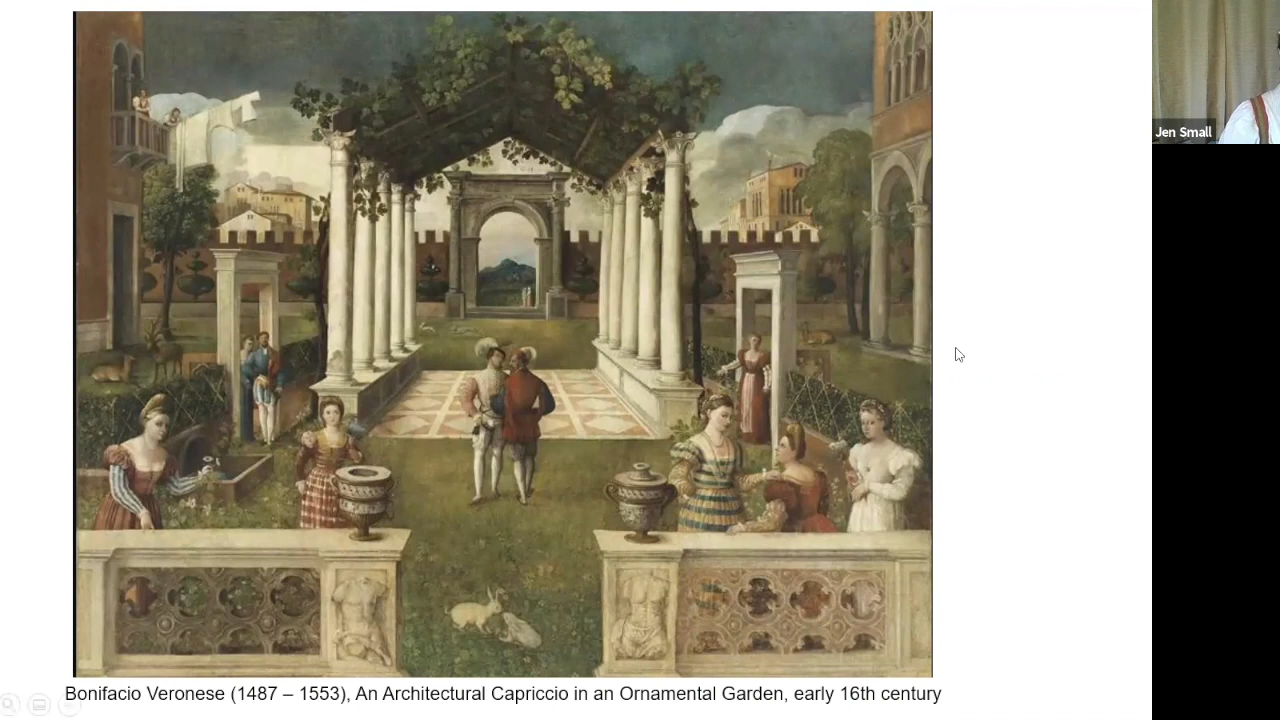 Jen Small
Bonifacio Veronese (1487 – 1553), An Architectural Capriccio in an Ornamental Garden, early 16th century